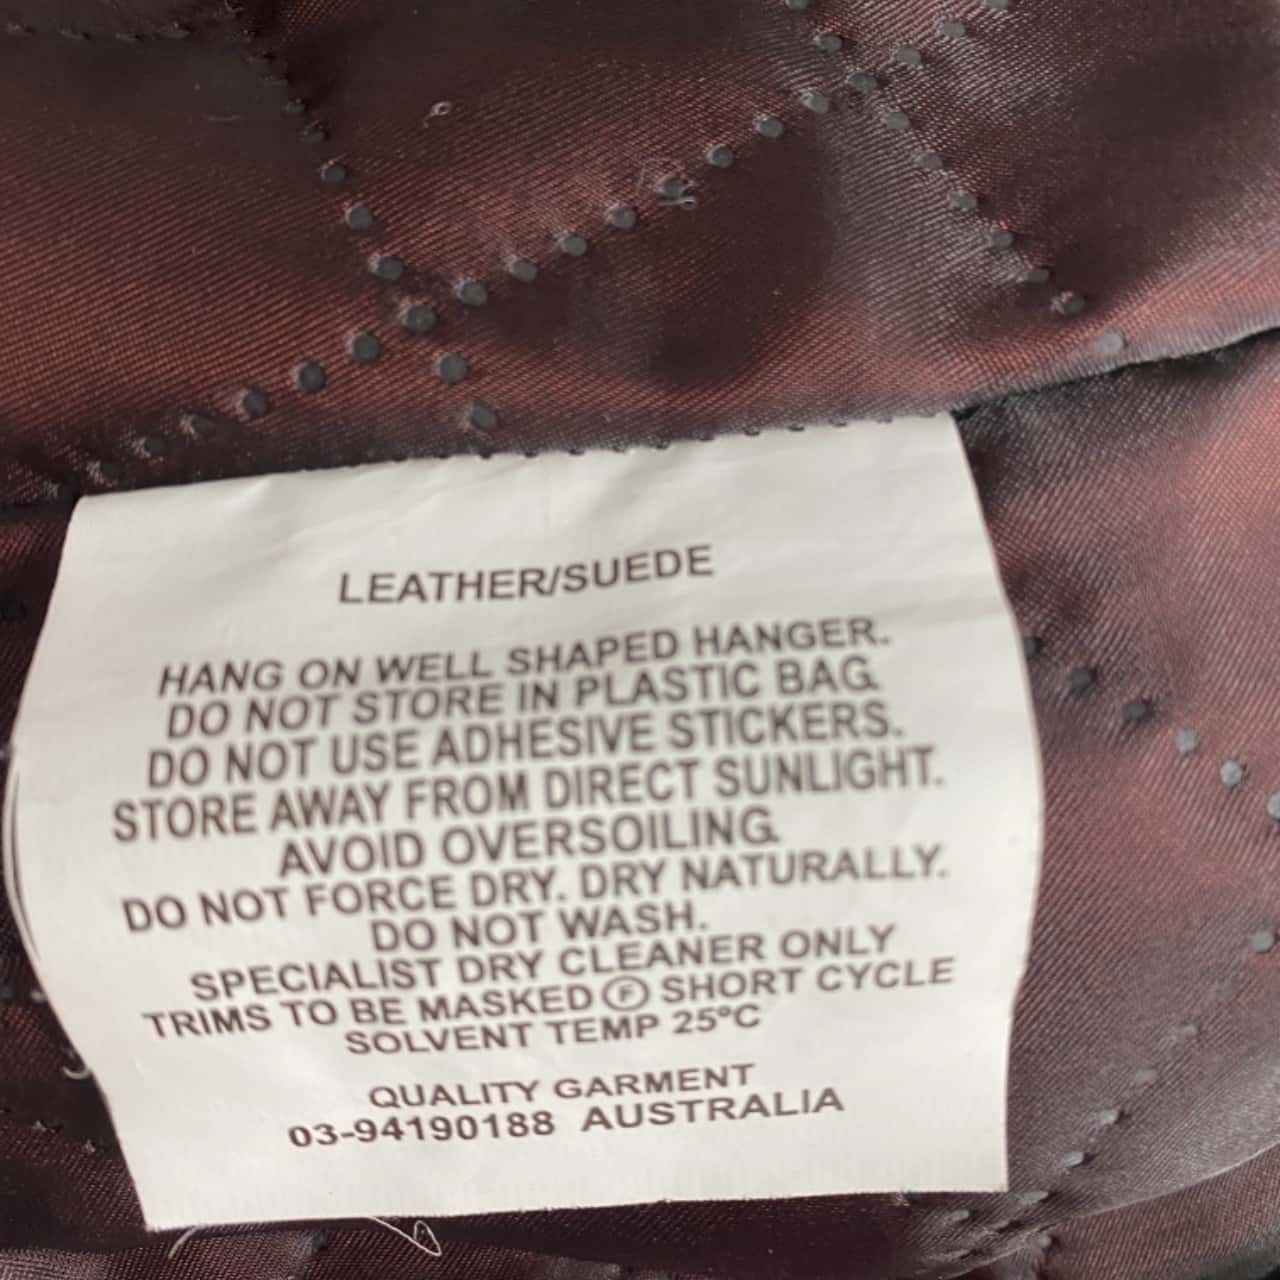 LEATHER/SUEDE
HANG ON WELL SHAPED HANGER.
DO NOT STORE IN PLASTIC BAG.
DO NOT USE ADHESIVE STICKERS.
STORE AWAY FROM DIRECT SUNLIGHT.
AVOID OVERSOILING.
DO NOT FORCE DRY. DRY NATURALLY.
DO NOT WASH.
SPECIALIST DRY CLEANER ONLY
TRIMS TO BE MASKED Ⓕ SHORT CYCLE
SOLVENT TEMP 25°C
QUALITY GARMENT
03-94190188 AUSTRALIA